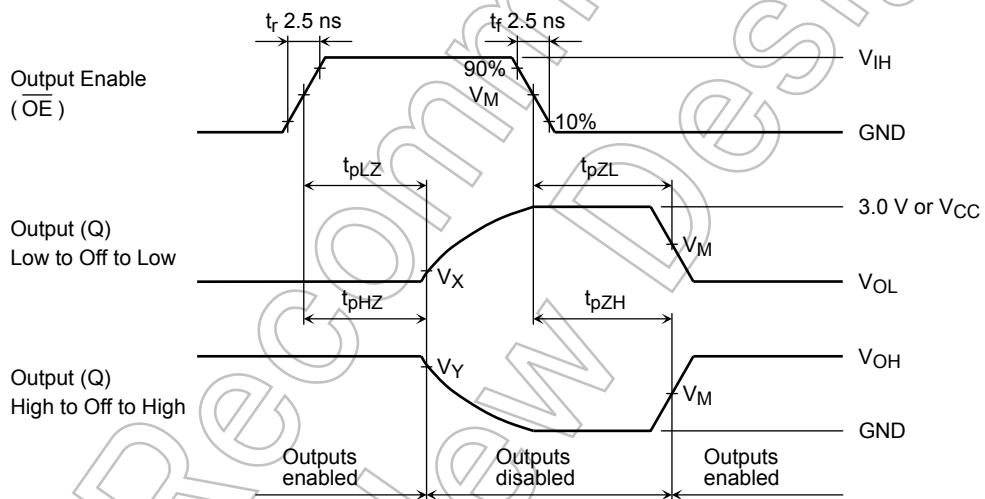 tr 2.5 ns
tf 2.5 ns
Output Enable
( OE )
90%
VM
10%
VIH
GND
tpLZ
tpZL
3.0 V or VCC
Output (Q)
Low to Off to Low
VX
VM
VOL
tpHZ
tpZH
VOH
Output (Q)
High to Off to High
VY
VM
GND
Outputs
enabled
Outputs
disabled
Outputs
enabled